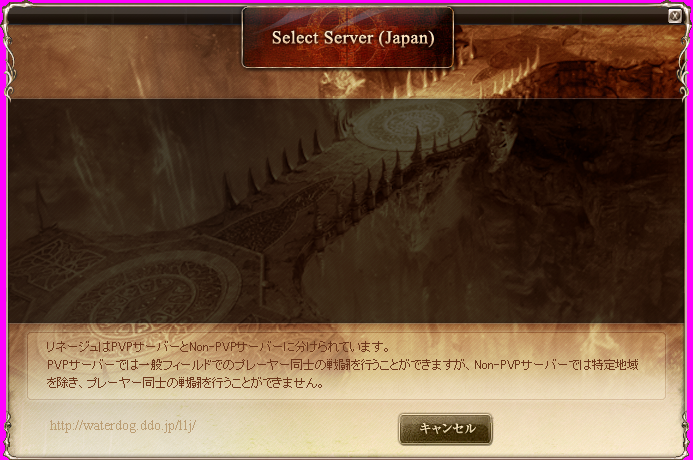 Select Server (Japan)
X
リネージュはPVPサーバーとNon-PVPサーバーに分けられています。
PVPサーバーでは一般フィールドでのプレーヤー同士の戦闘を行うことができますが、Non-PVPサーバーでは特定地域
を除き、プレーヤー同士の戦闘を行うことができません。
http://waterdog.ddo.jp/l1j/
キャンセル